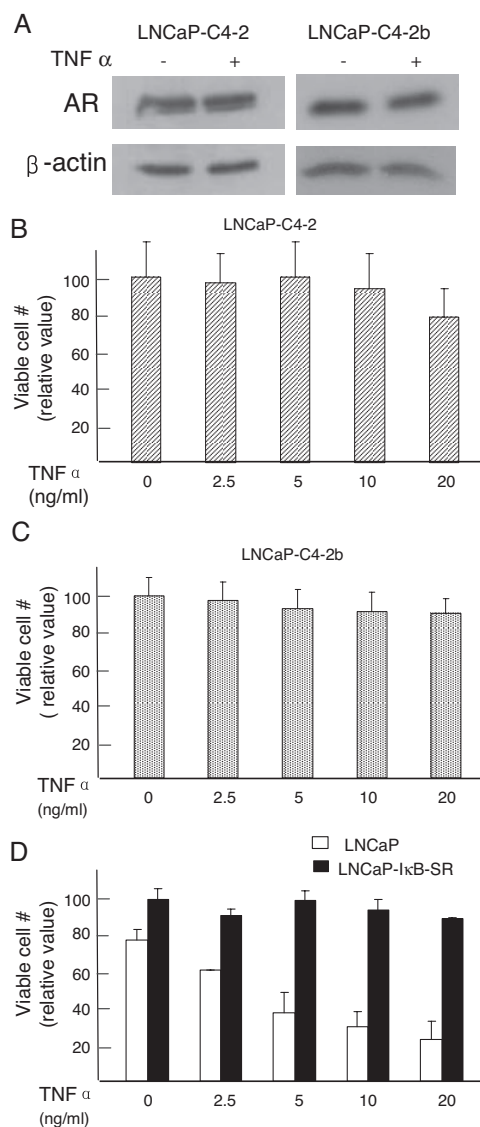 A
LNCaP-C4-2 LNCaP-C4-2b
TNF α - + - +
AR
β-actin
B
LNCaP-C4-2
Viable cell #
(relative value)
100
80
60
40
20
TNF α
(ng/ml)
0 2.5 5 10 20
C
LNCaP-C4-2b
Viable cell #
( relative value)
100
80
60
40
20
TNF α
(ng/ml)
0 2.5 5 10 20
D
LNCaP
LNCaP-IκB-SR
Viable cell #
(relative value)
100
80
60
40
20
TNF α
(ng/ml)
0 2.5 5 10 20